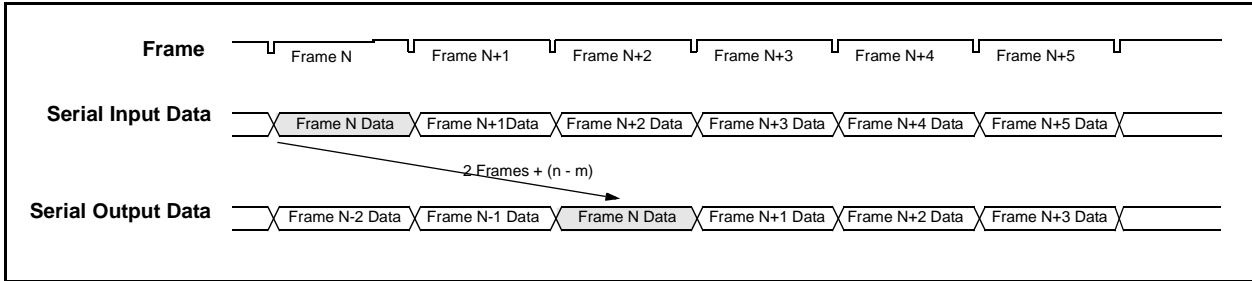 Frame
Frame N
Frame N+1
Frame N+2
Frame N+3
Frame N+4
Frame N+5
Serial Input Data
Frame N Data
Frame N+1Data
Frame N+2 Data
Frame N+3 Data
Frame N+4 Data
Frame N+5 Data
2 Frames + (n - m)
Serial Output Data
Frame N-2 Data
Frame N-1 Data
Frame N Data
Frame N+1 Data
Frame N+2 Data
Frame N+3 Data